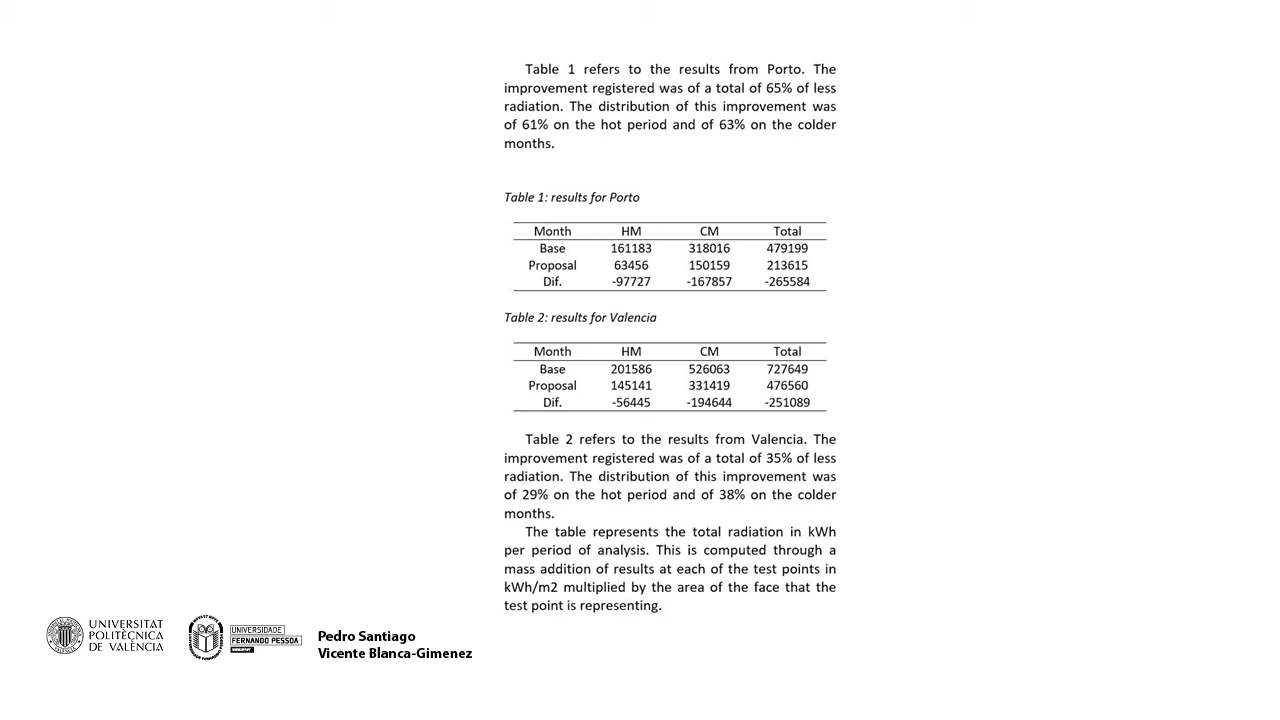 Table 1 refers to the results from Porto. The
improvement registered was of a total of 65% of less
radiation. The distribution of this improvement was
of 61% on the hot period and of 63% on the colder
months.
Table 1: results for Porto
Month HM CM Total
Base 161183 318016 479199
Proposal 63456 150159 213615
Dif. -97727 -167857 -265584
Table 2: results for Valencia
Month HM CM Total
Base 201586 526063 727649
Proposal 145141 331419 476560
Dif. -56445 -194644 -251089
Table 2 refers to the results from Valencia. The
improvement registered was of a total of 35% of less
radiation. The distribution of this improvement was
of 29% on the hot period and of 38% on the colder
months.
The table represents the total radiation in kWh
per period of analysis. This is computed through a
mass addition of results at each of the test points in
kWh/m2 multiplied by the area of the face that the
test point is representing.
UNIVERSITAT
POLITÈCNICA
DE VALÈNCIA
UNIVERSIDADE
FERNANDO PESSOA
Pedro Santiago
Vicente Blanca-Gimenez